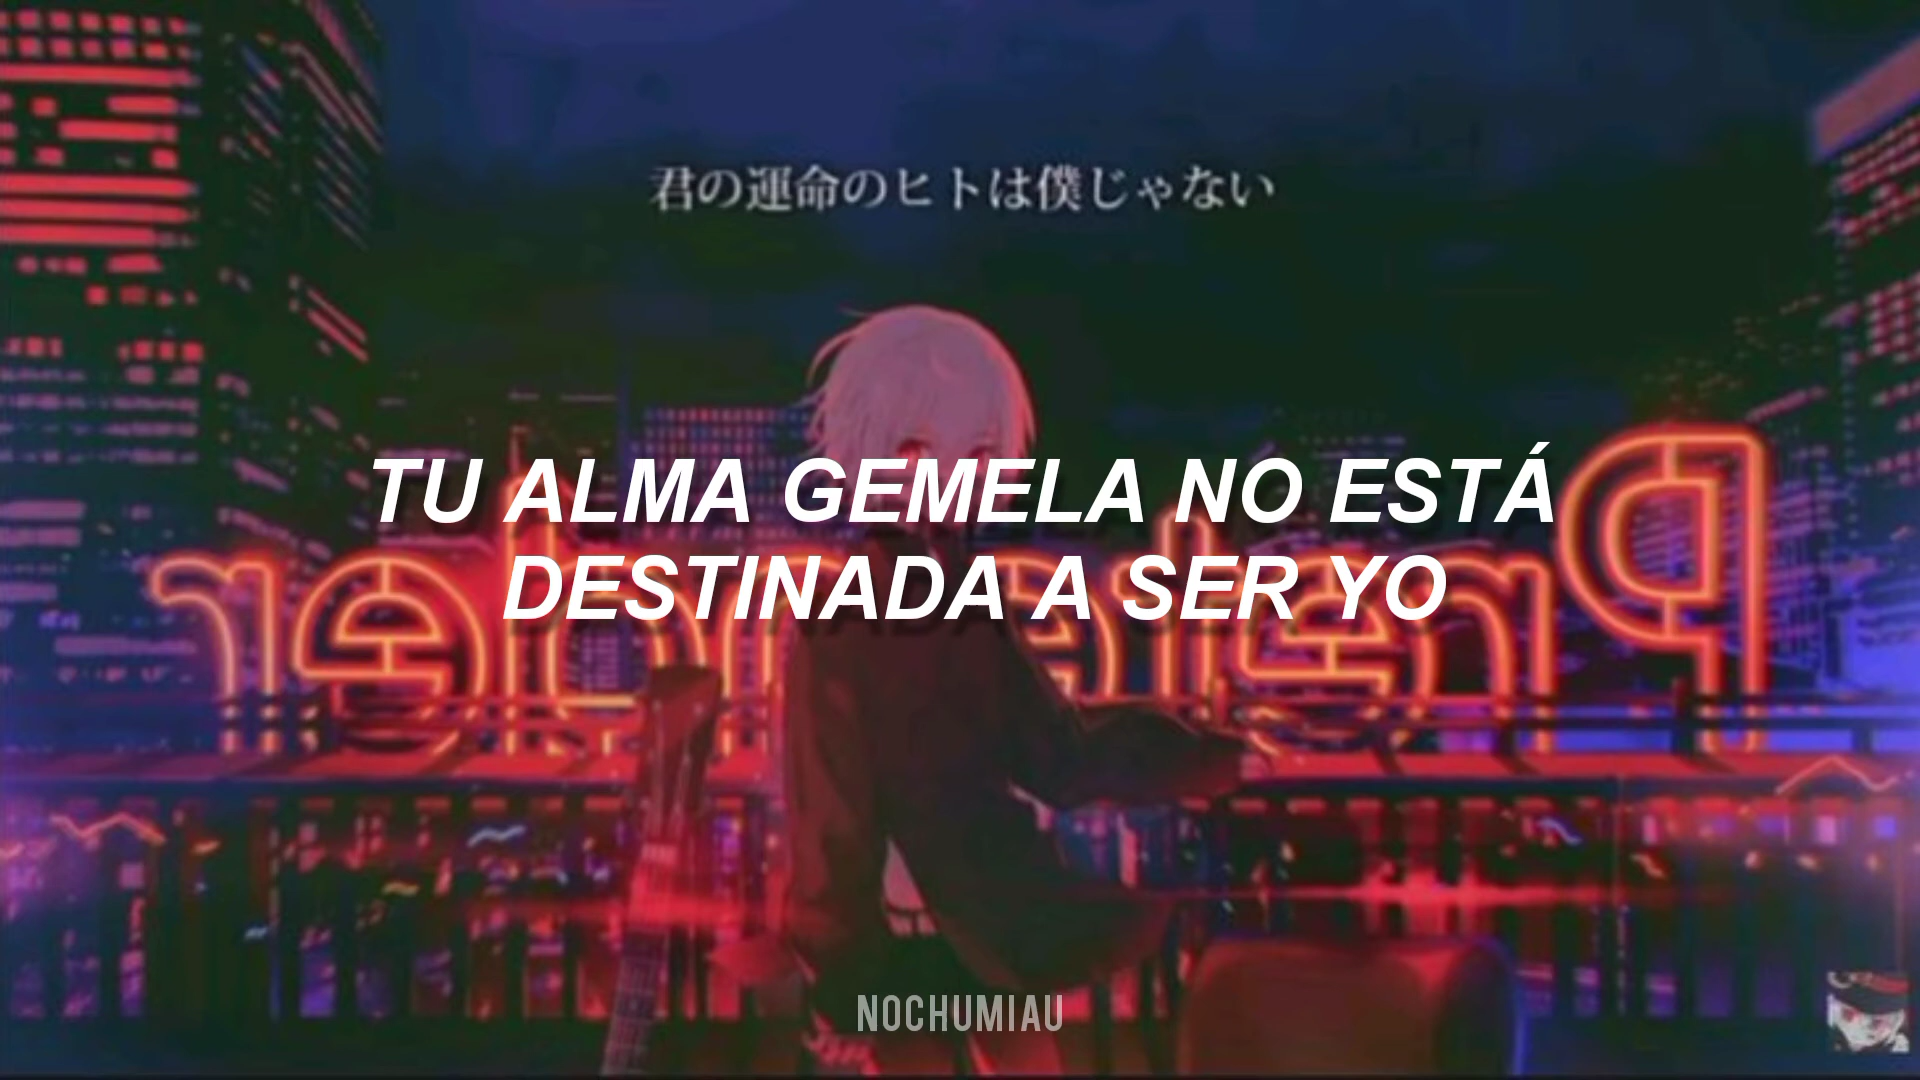 君の運命のヒトは僕じゃない
TU ALMA GEMELA NO ESTÁ
DESTINADA A SER YO
Pretender
NOCHUMIAU